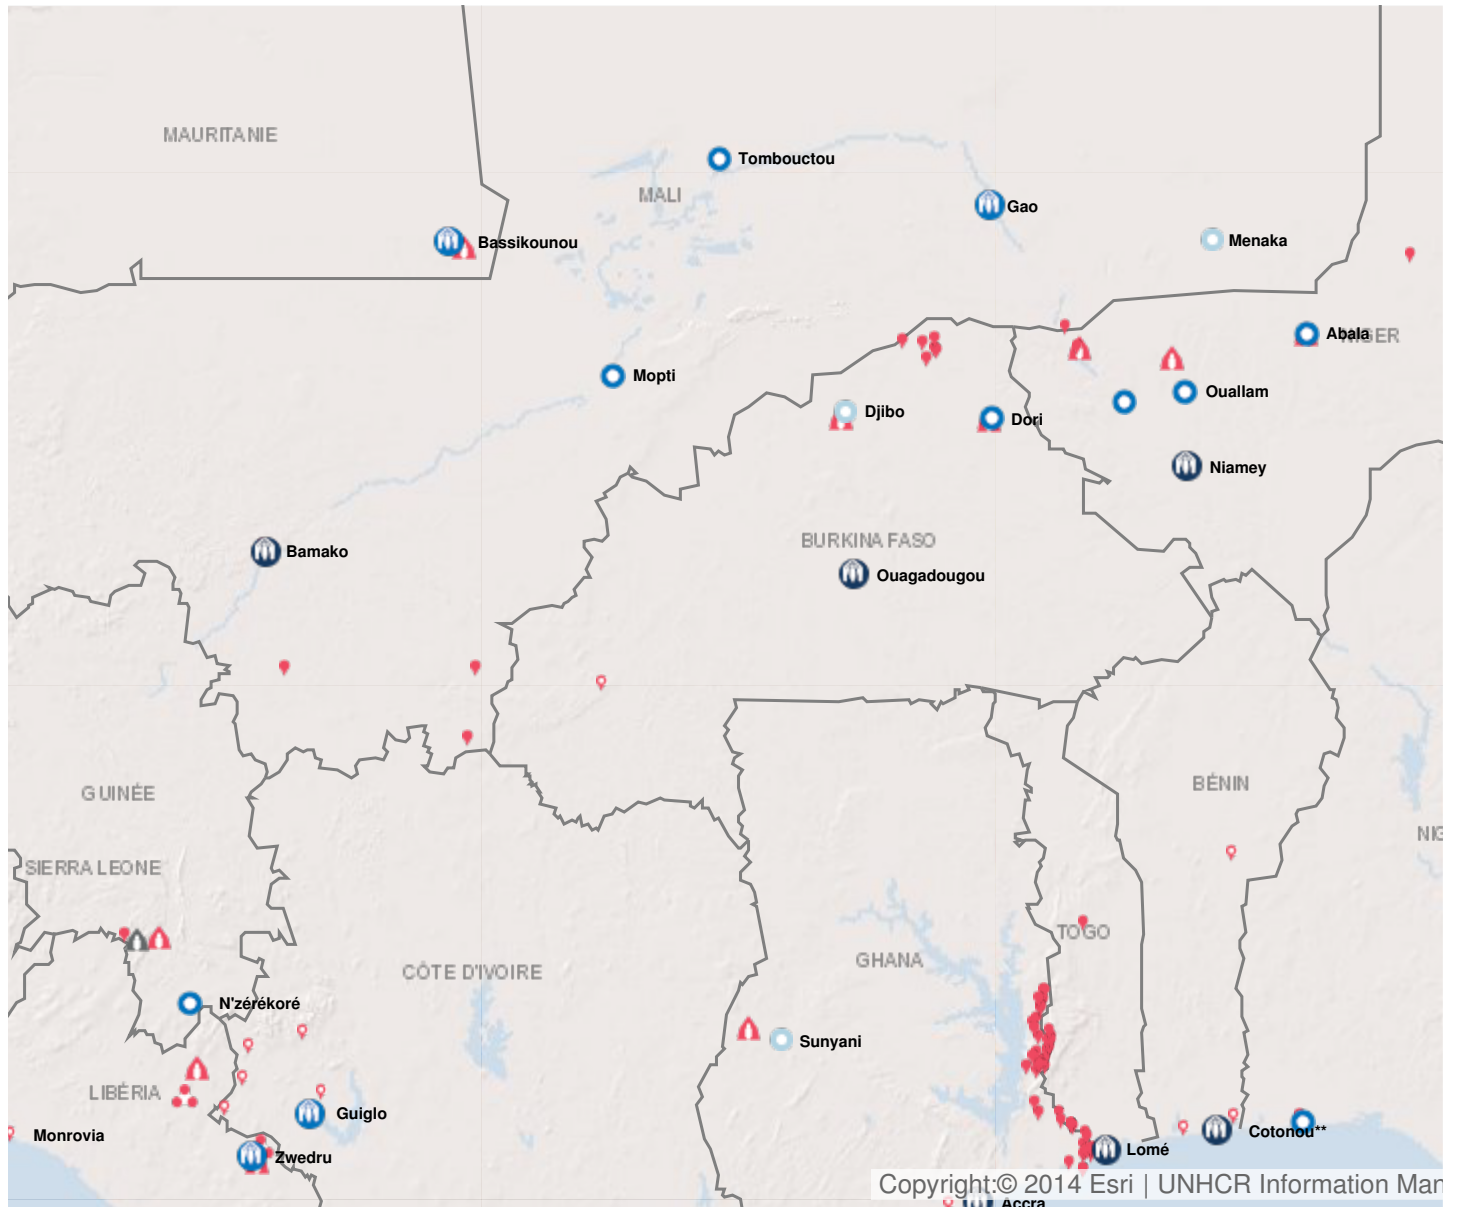 MAURITANIE
Tombouctou
MALI
Gao
Bassikounou
Menaka
Abala
NIGER
Mopti
Ouallam
Djibo
Dori
Niamey
BURKINA FASO
Bamako
Ouagadougou
GUINÉE
BÉNIN
NIG
SIERRA LEONE
TOGO
GHANA
CÔTE D'IVOIRE
N'zérékoré
Sunyani
LIBÉRIA
Guiglo
Monrovia
Cotonou**
Zwedru
Lomé
Copyright:© 2014 Esri | UNHCR Information Man
Accra